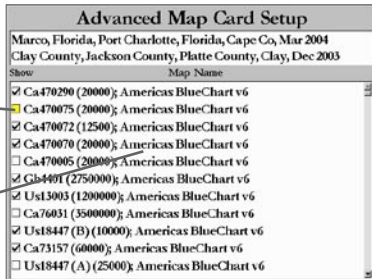 Advanced Map Card Setup
Marco, Florida, Port Charlotte, Florida, Cape Co, Mar 2004
Clay County, Jackson County, Platte County, Clay, Dec 2003
Show Map Name
Ca470290 (20000); Americas BlueChart v6
Ca470075 (20000); Americas BlueChart v6
Ca470072 (12500); Americas BlueChart v6
Ca470070 (20000); Americas BlueChart v6
Ca470005 (20000); Americas BlueChart v6
Gb4401 (2750000); Americas BlueChart v6
Us13003 (1200000); Americas BlueChart v6
Ca76031 (3500000); Americas BlueChart v6
Us18447 (B) (10000); Americas BlueChart v6
Ca73157 (60000); Americas BlueChart v6
Us18447 (A) (25000); Americas BlueChart v6